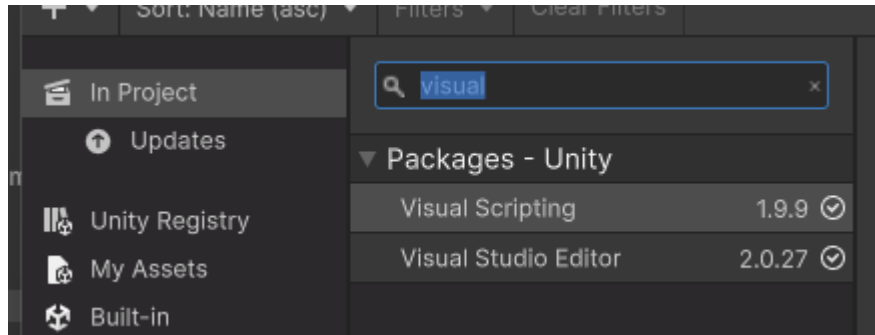 Sort: Name (asc) Filters Clear Filters
In Project
Updates
Unity Registry
My Assets
Built-in
visual
Packages - Unity
Visual Scripting 1.9.9
Visual Studio Editor 2.0.27